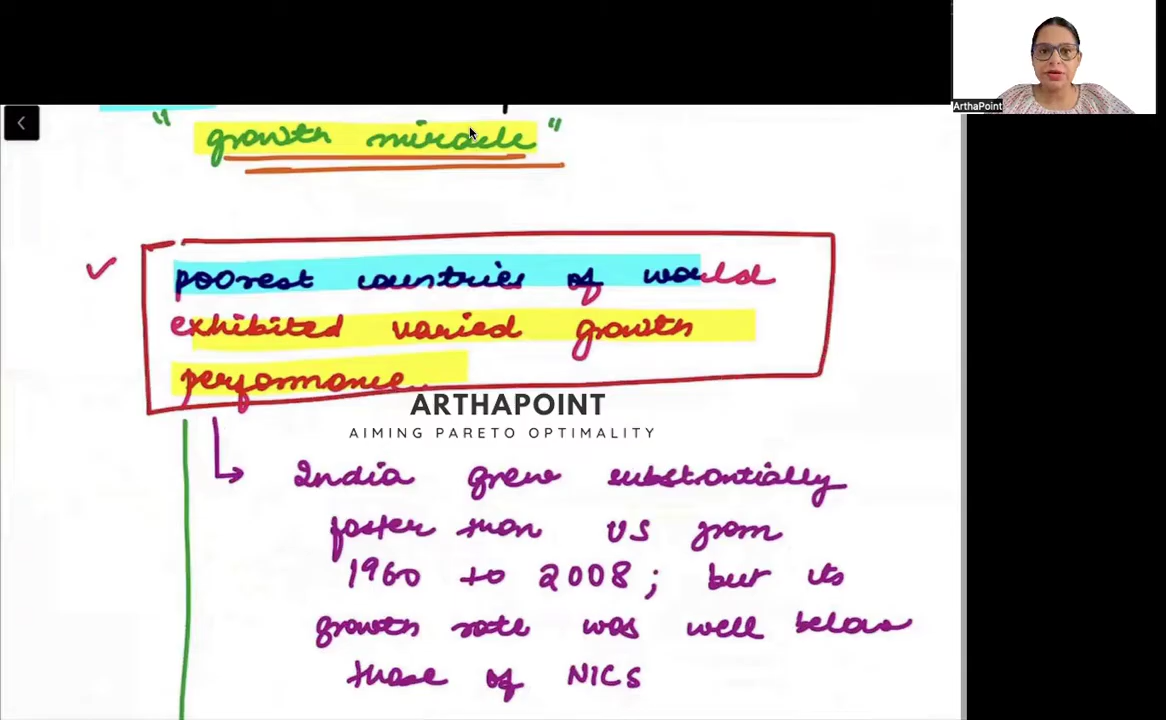 ArthaPoint
" growth miracle "
poorest countries of world
exhibited varied growth
performance.
ARTHAPOINT
AIMING PARETO OPTIMALITY
India grew substantially
faster than US from
1960 to 2008; but its
growth rate was well below
those of NICS